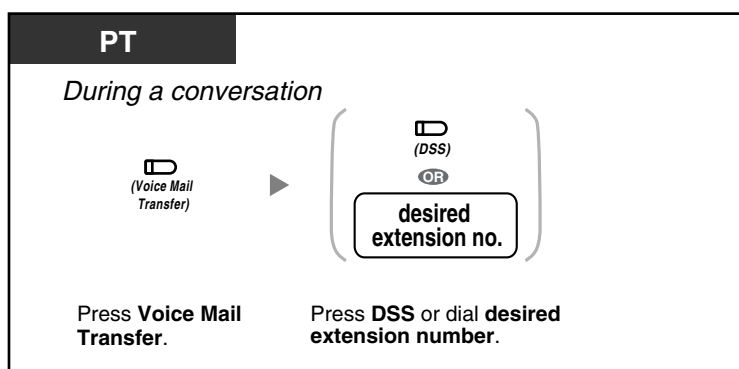 PT
During a conversation
(DSS)
(Voice Mail
Transfer)
OR
desired
extension no.
Press Voice Mail
Transfer.
Press DSS or dial desired
extension number.